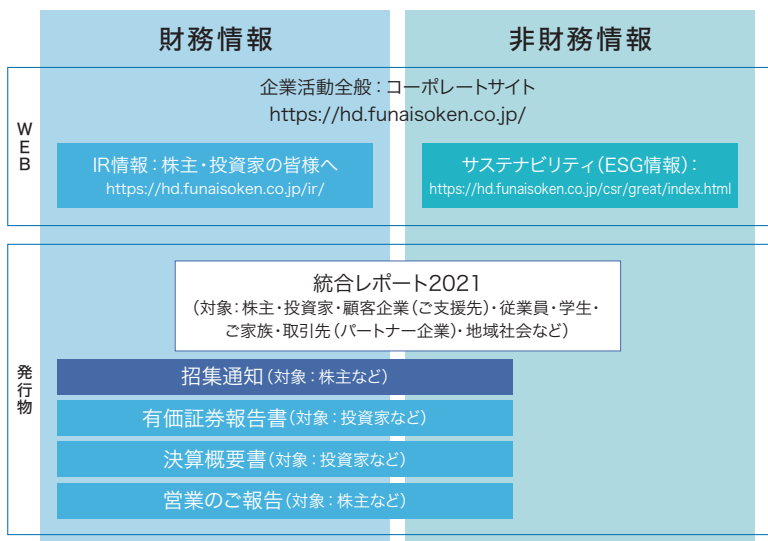 財務情報
非財務情報
WEB
企業活動全般：コーポレートサイト
https://hd.funaisoken.co.jp/
IR情報：株主・投資家の皆様へ
https://hd.funaisoken.co.jp/ir/
サステナビリティ（ESG情報）：
https://hd.funaisoken.co.jp/csr/great/index.html
発行物
統合レポート2021
（対象：株主・投資家・顧客企業（ご支援先）・従業員・学生・
ご家族・取引先（パートナー企業）・地域社会など）
招集通知（対象：株主など）
有価証券報告書（対象：投資家など）
決算概要書（対象：投資家など）
営業のご報告（対象：株主など）